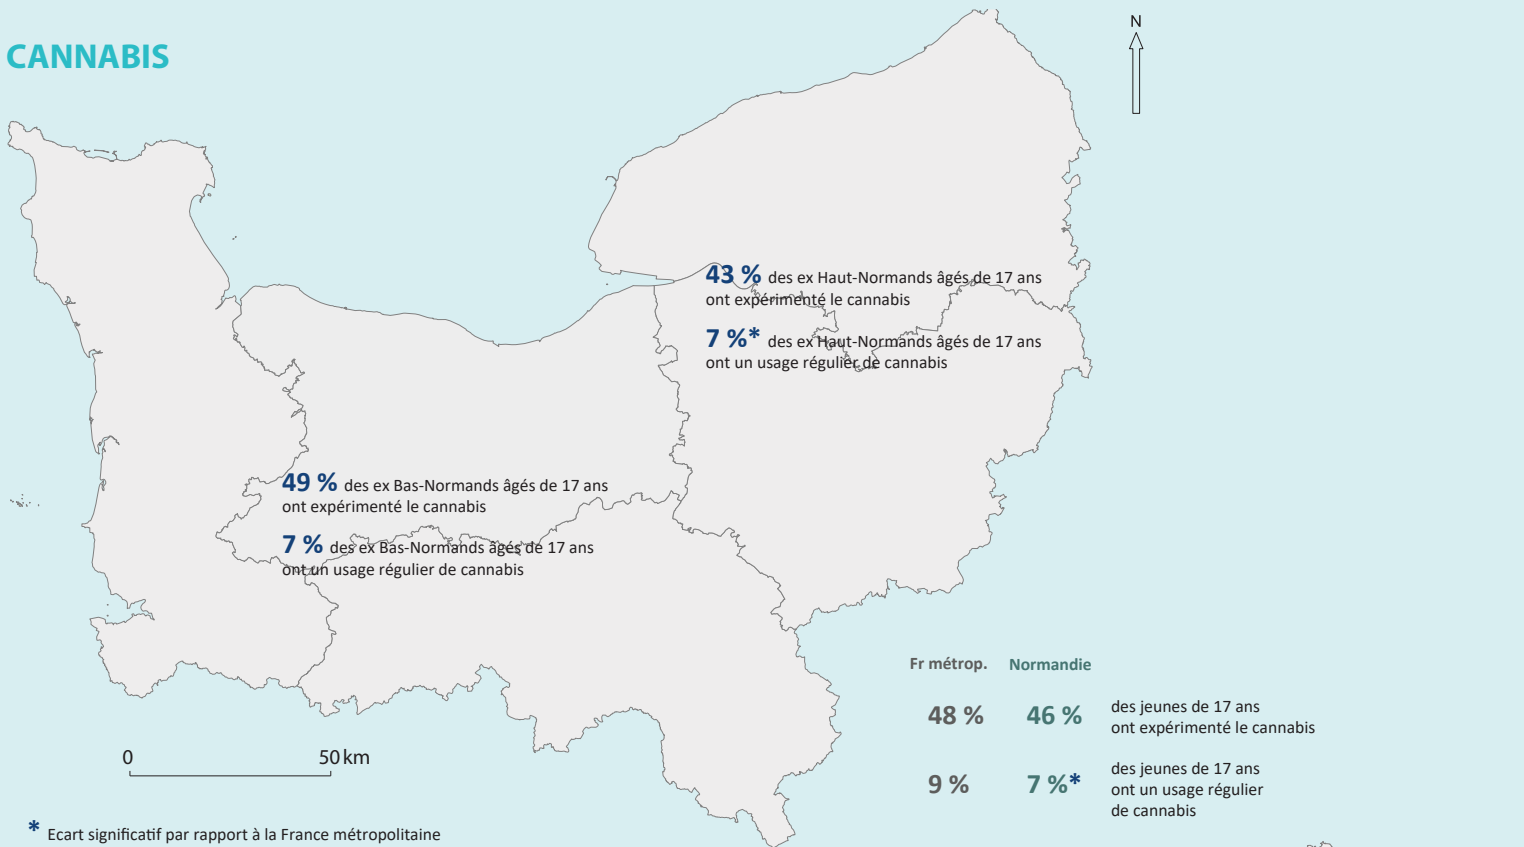 CANNABIS
N
43 % des ex Haut-Normands âgés de 17 ans
ont expérimenté le cannabis
7 %* des ex Haut-Normands âgés de 17 ans
ont un usage régulier de cannabis
49 % des ex Bas-Normands âgés de 17 ans
ont expérimenté le cannabis
7 % des ex Bas-Normands âgés de 17 ans
ont un usage régulier de cannabis
Fr métrop. Normandie
48 % 46 % des jeunes de 17 ans
ont expérimenté le cannabis
9 % 7 %* des jeunes de 17 ans
ont un usage régulier
de cannabis
0 50 km
* Ecart significatif par rapport à la France métropolitaine